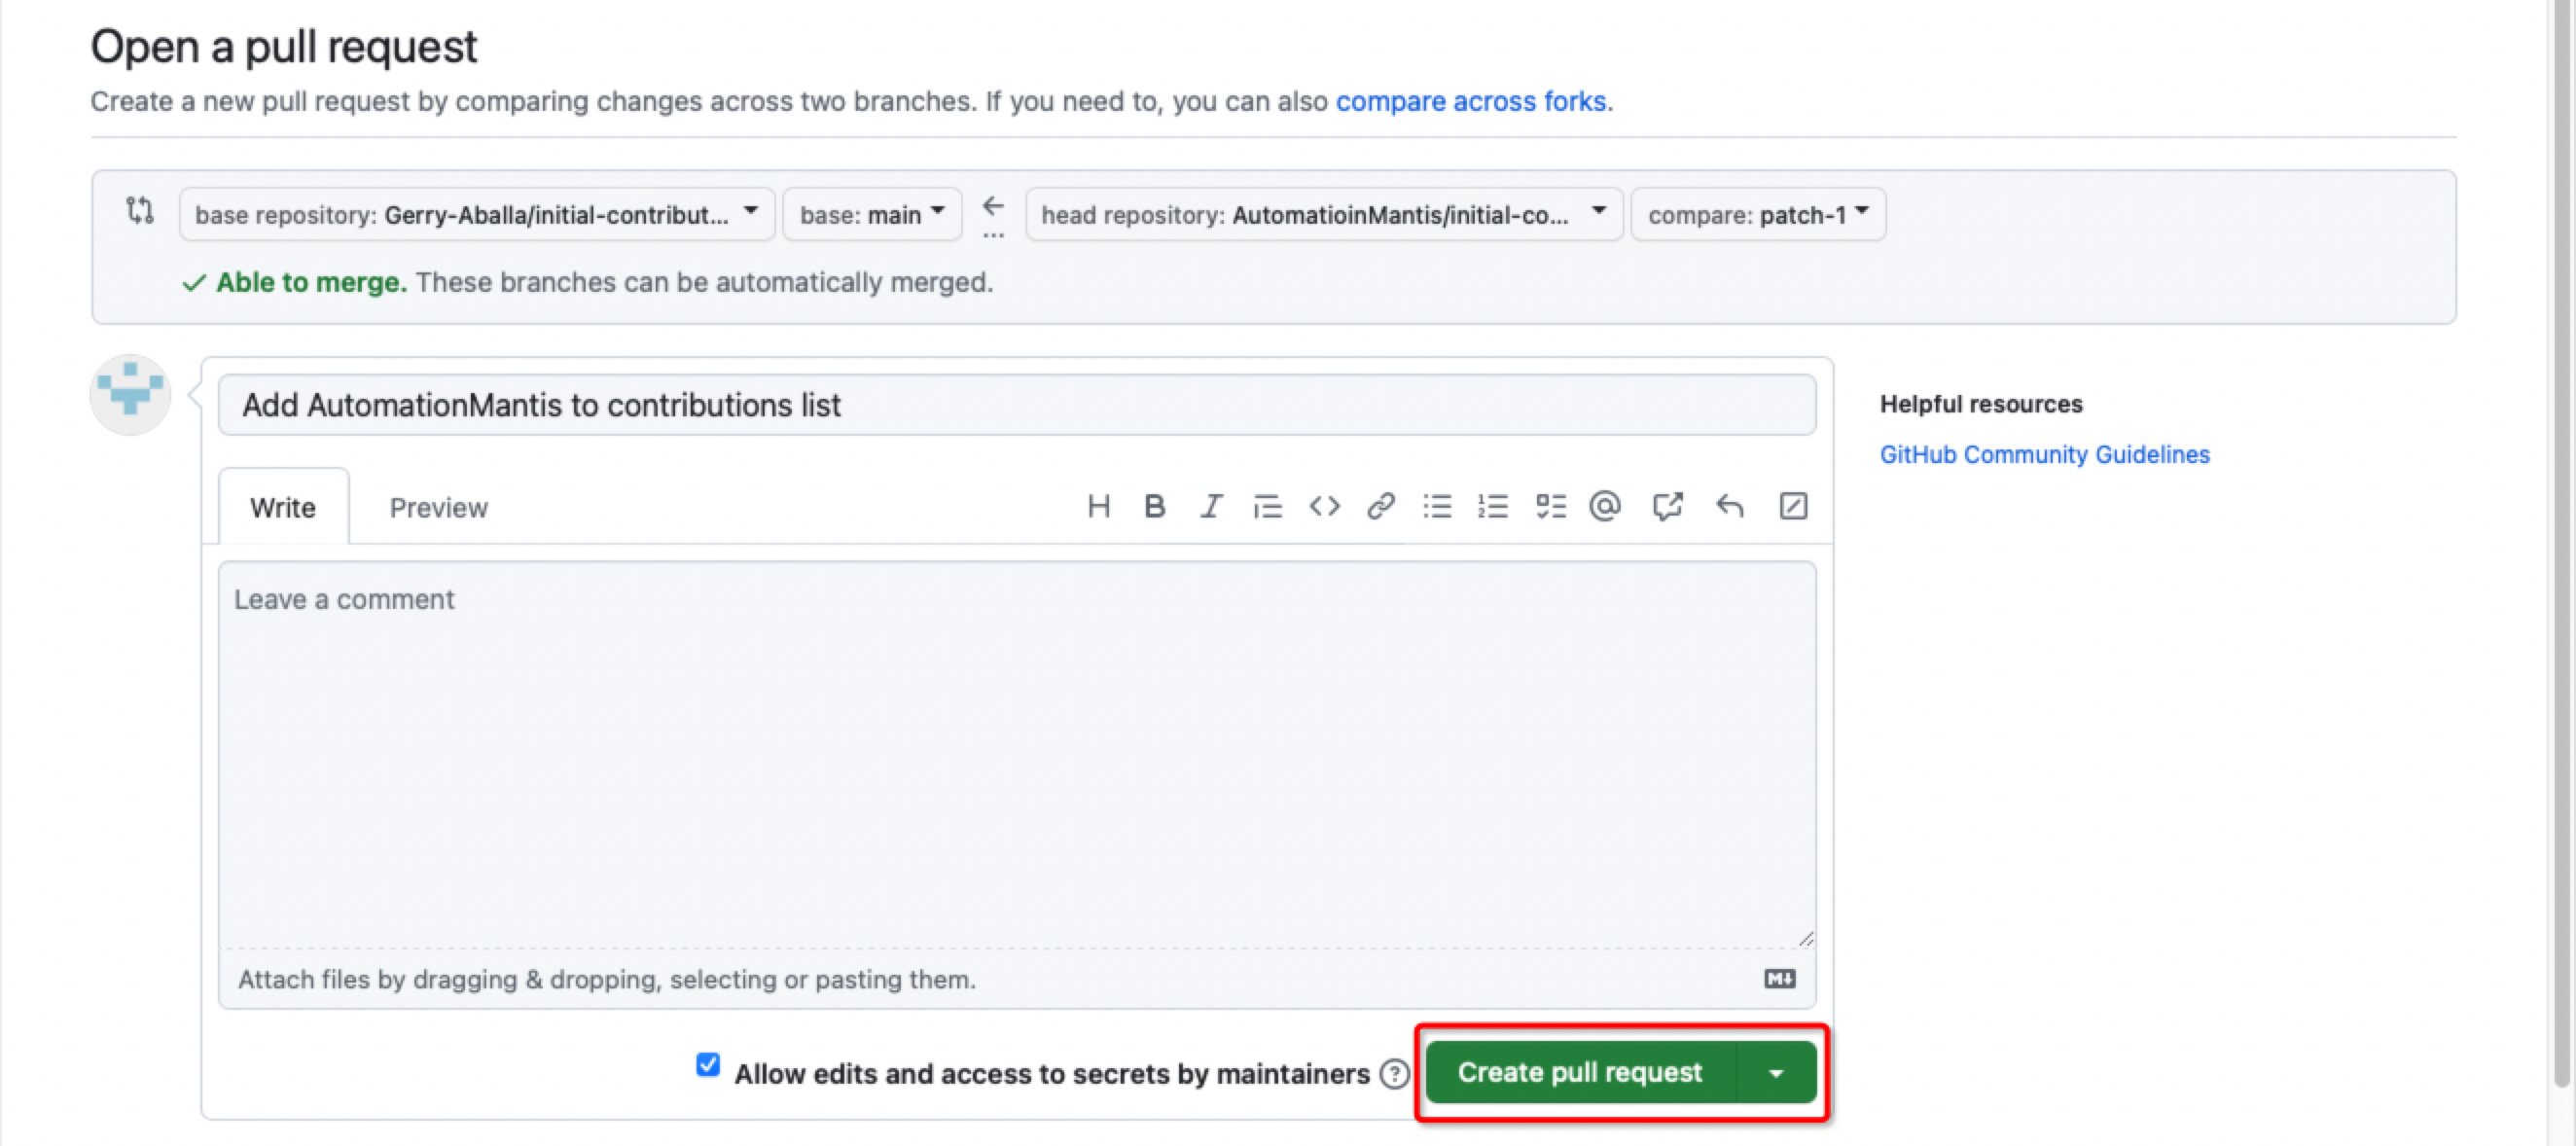 Open a pull request
Create a new pull request by comparing changes across two branches. If you need to, you can also compare across forks.
base repository: Gerry-Aballa/initial-contribut... base: main ... head repository: AutomatioinMantis/initial-co... compare: patch-1
Able to merge. These branches can be automatically merged.
Add AutomationMantis to contributions list
Helpful resources
GitHub Community Guidelines
Write Preview
Leave a comment
Attach files by dragging & dropping, selecting or pasting them.
Allow edits and access to secrets by maintainers
Create pull request